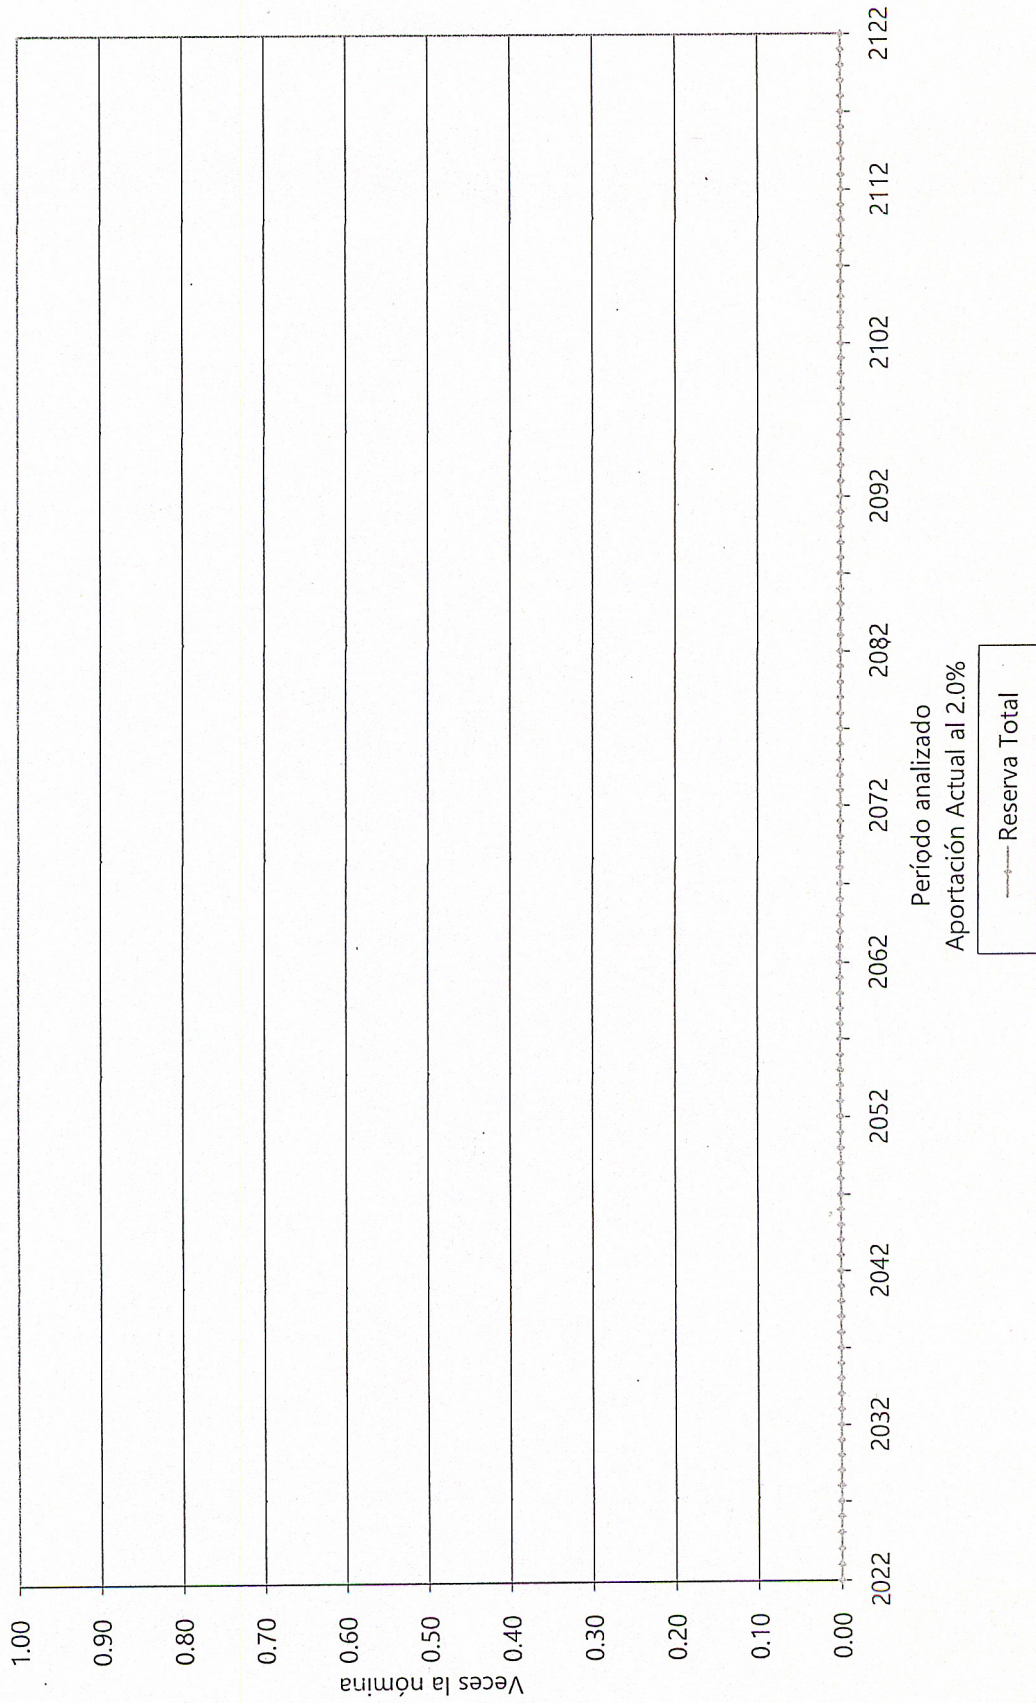 Veces la nómina
1.00
0.90
0.80
0.70
0.60
0.50
0.40
0.30
0.20
0.10
0.00
2022 2032 2042 2052 2062 2072 2082 2092 2102 2112 2122
Período analizado
Aportación Actual al 2.0%
Reserva Total